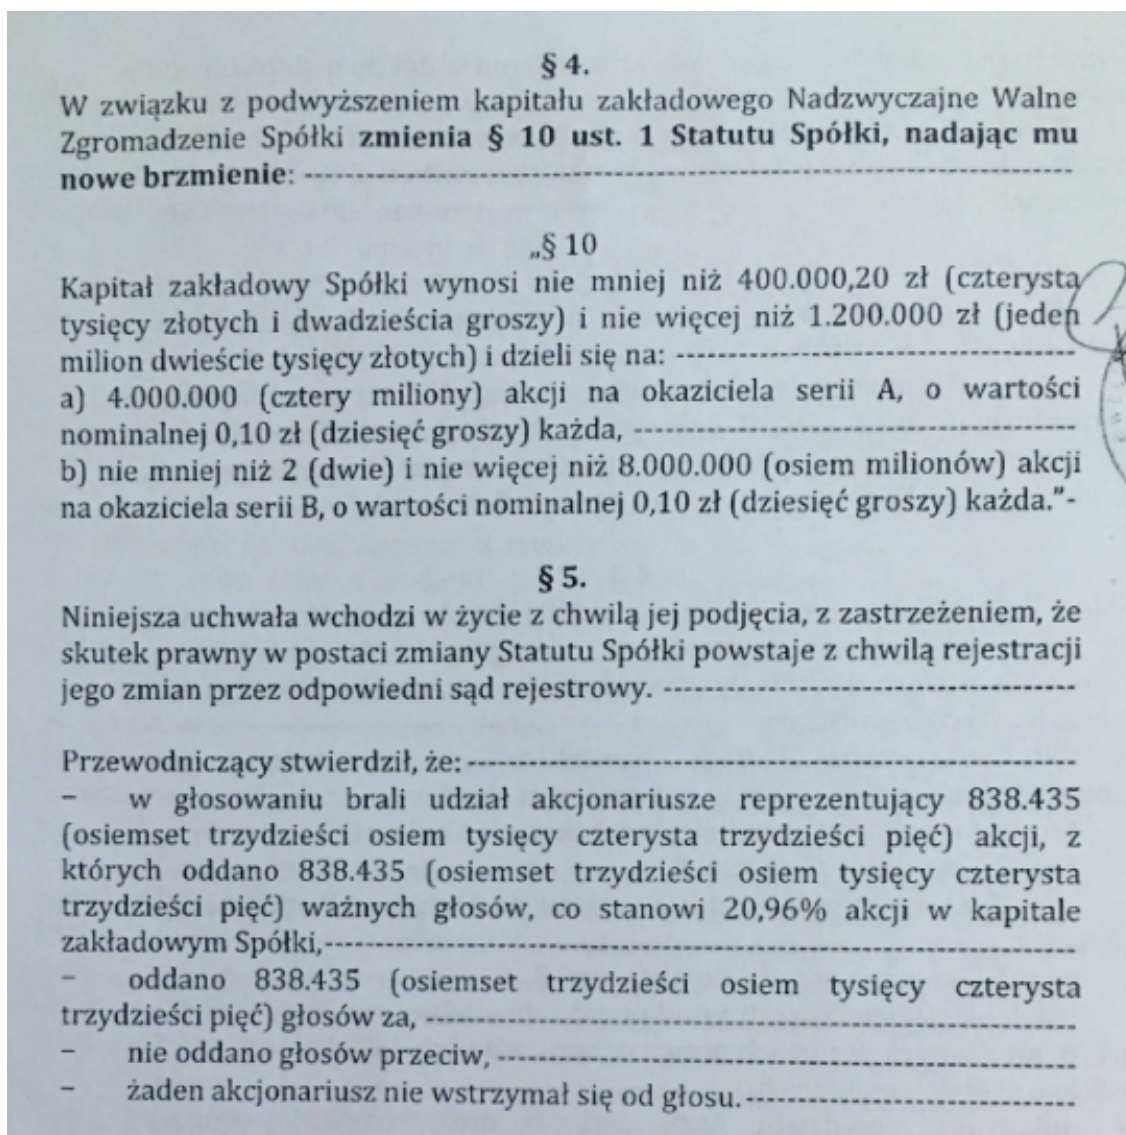 § 4.
W związku z podwyższeniem kapitału zakładowego Nadzwyczajne Walne
Zgromadzenie Spółki zmienia § 10 ust. 1 Statutu Spółki, nadając mu
nowe brzmienie: ----------------------------------------------------------------
„§ 10
Kapitał zakładowy Spółki wynosi nie mniej niż 400.000,20 zł (czterysta
tysięcy złotych i dwadzieścia groszy) i nie więcej niż 1.200.000 zł (jeden
milion dwieście tysięcy złotych) i dzieli się na: ---------------------------------
a) 4.000.000 (cztery miliony) akcji na okaziciela serii A, o wartości
nominalnej 0,10 zł (dziesięć groszy) każda, -------------------------------------
b) nie mniej niż 2 (dwie) i nie więcej niż 8.000.000 (osiem milionów) akcji
na okaziciela serii B, o wartości nominalnej 0,10 zł (dziesięć groszy) każda.”-
§ 5.
Niniejsza uchwała wchodzi w życie z chwilą jej podjęcia, z zastrzeżeniem, że
skutek prawny w postaci zmiany Statutu Spółki powstaje z chwilą rejestracji
jego zmian przez odpowiedni sąd rejestrowy. ----------------------------------
Przewodniczący stwierdził, że: ---------------------------------------------------
– w głosowaniu brali udział akcjonariusze reprezentujący 838.435
(osiemset trzydzieści osiem tysięcy czterysta trzydzieści pięć) akcji, z
których oddano 838.435 (osiemset trzydzieści osiem tysięcy czterysta
trzydzieści pięć) ważnych głosów, co stanowi 20,96% akcji w kapitale
zakładowym Spółki,---------------------------------------------------------------
– oddano 838.435 (osiemset trzydzieści osiem tysięcy czterysta
trzydzieści pięć) głosów za, ------------------------------------------------------
– nie oddano głosów przeciw, ------------------------------------------------
– żaden akcjonariusz nie wstrzymał się od głosu.---------------------------